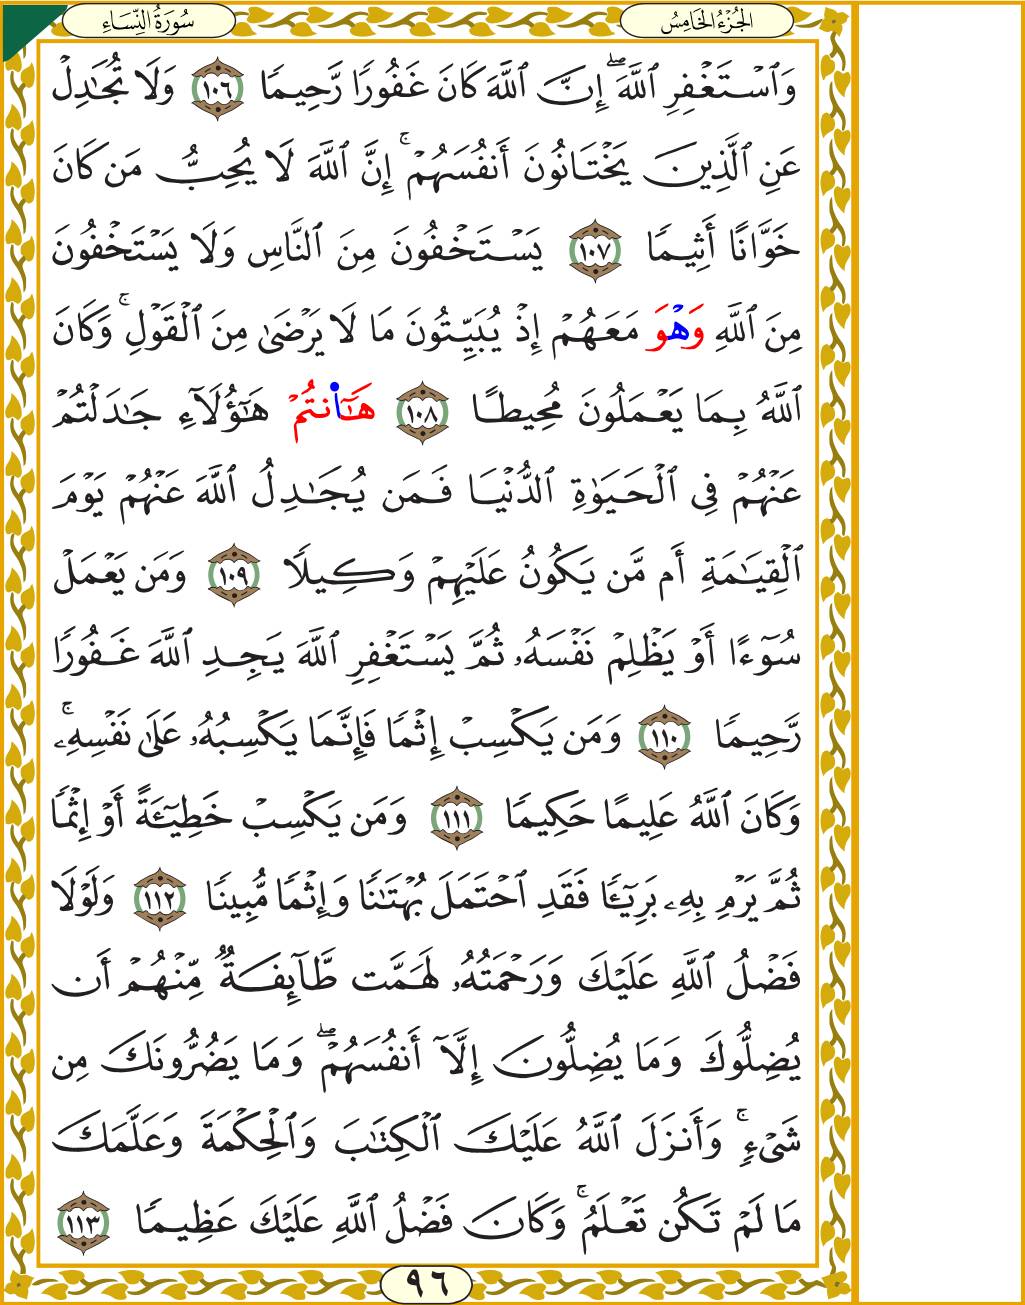 الجُزْءُ الخَامِسُ
سُورَةُ النِّسَاءِ
وَٱسْتَغْفِرِ ٱللَّهَۖ إِنَّ ٱللَّهَ كَانَ غَفُورًا رَّحِيمًا ١٠٦ وَلَا تُجَٰدِلْ
عَنِ ٱلَّذِينَ يَخْتَانُونَ أَنفُسَهُمْۚ إِنَّ ٱللَّهَ لَا يُحِبُّ مَن كَانَ
خَوَّانًا أَثِيمًا ١٠٧ يَسْتَخْفُونَ مِنَ ٱلنَّاسِ وَلَا يَسْتَخْفُونَ
مِنَ ٱللَّهِ وَهْوَ مَعَهُمْ إِذْ يُبَيِّتُونَ مَا لَا يَرْضَىٰ مِنَ ٱلْقَوْلِۚ وَكَانَ
ٱللَّهُ بِمَا يَعْمَلُونَ مُحِيطًا ١٠٨ هَٰٓاَنتُمْ هَٰٓؤُلَآءِ جَٰدَلْتُمْ
عَنْهُمْ فِى ٱلْحَيَوٰةِ ٱلدُّنْيَا فَمَن يُجَٰدِلُ ٱللَّهَ عَنْهُمْ يَوْمَ
ٱلْقِيَٰمَةِ أَم مَّن يَكُونُ عَلَيْهِمْ وَكِيلًا ١٠٩ وَمَن يَعْمَلْ
سُوٓءًا أَوْ يَظْلِمْ نَفْسَهُۥ ثُمَّ يَسْتَغْفِرِ ٱللَّهَ يَجِدِ ٱللَّهَ غَفُورًا
رَّحِيمًا ١١٠ وَمَن يَكْسِبْ إِثْمًا فَإِنَّمَا يَكْسِبُهُۥ عَلَىٰ نَفْسِهِۦۚ
وَكَانَ ٱللَّهُ عَلِيمًا حَكِيمًا ١١١ وَمَن يَكْسِبْ خَطِيٓـَٔةً أَوْ إِثْمًا
ثُمَّ يَرْمِ بِهِۦ بَرِيٓـًٔا فَقَدِ ٱحْتَمَلَ بُهْتَٰنًا وَإِثْمًا مُّبِينًا ١١٢ وَلَوْلَا
فَضْلُ ٱللَّهِ عَلَيْكَ وَرَحْمَتُهُۥ لَهَمَّت طَّآئِفَةٌ مِّنْهُمْ أَن
يُضِلُّوكَ وَمَا يُضِلُّونَ إِلَّآ أَنفُسَهُمْۖ وَمَا يَضُرُّونَكَ مِن
شَىْءٍۚ وَأَنزَلَ ٱللَّهُ عَلَيْكَ ٱلْكِتَٰبَ وَٱلْحِكْمَةَ وَعَلَّمَكَ
مَا لَمْ تَكُن تَعْلَمُۚ وَكَانَ فَضْلُ ٱللَّهِ عَلَيْكَ عَظِيمًا ١١٣
٩٦